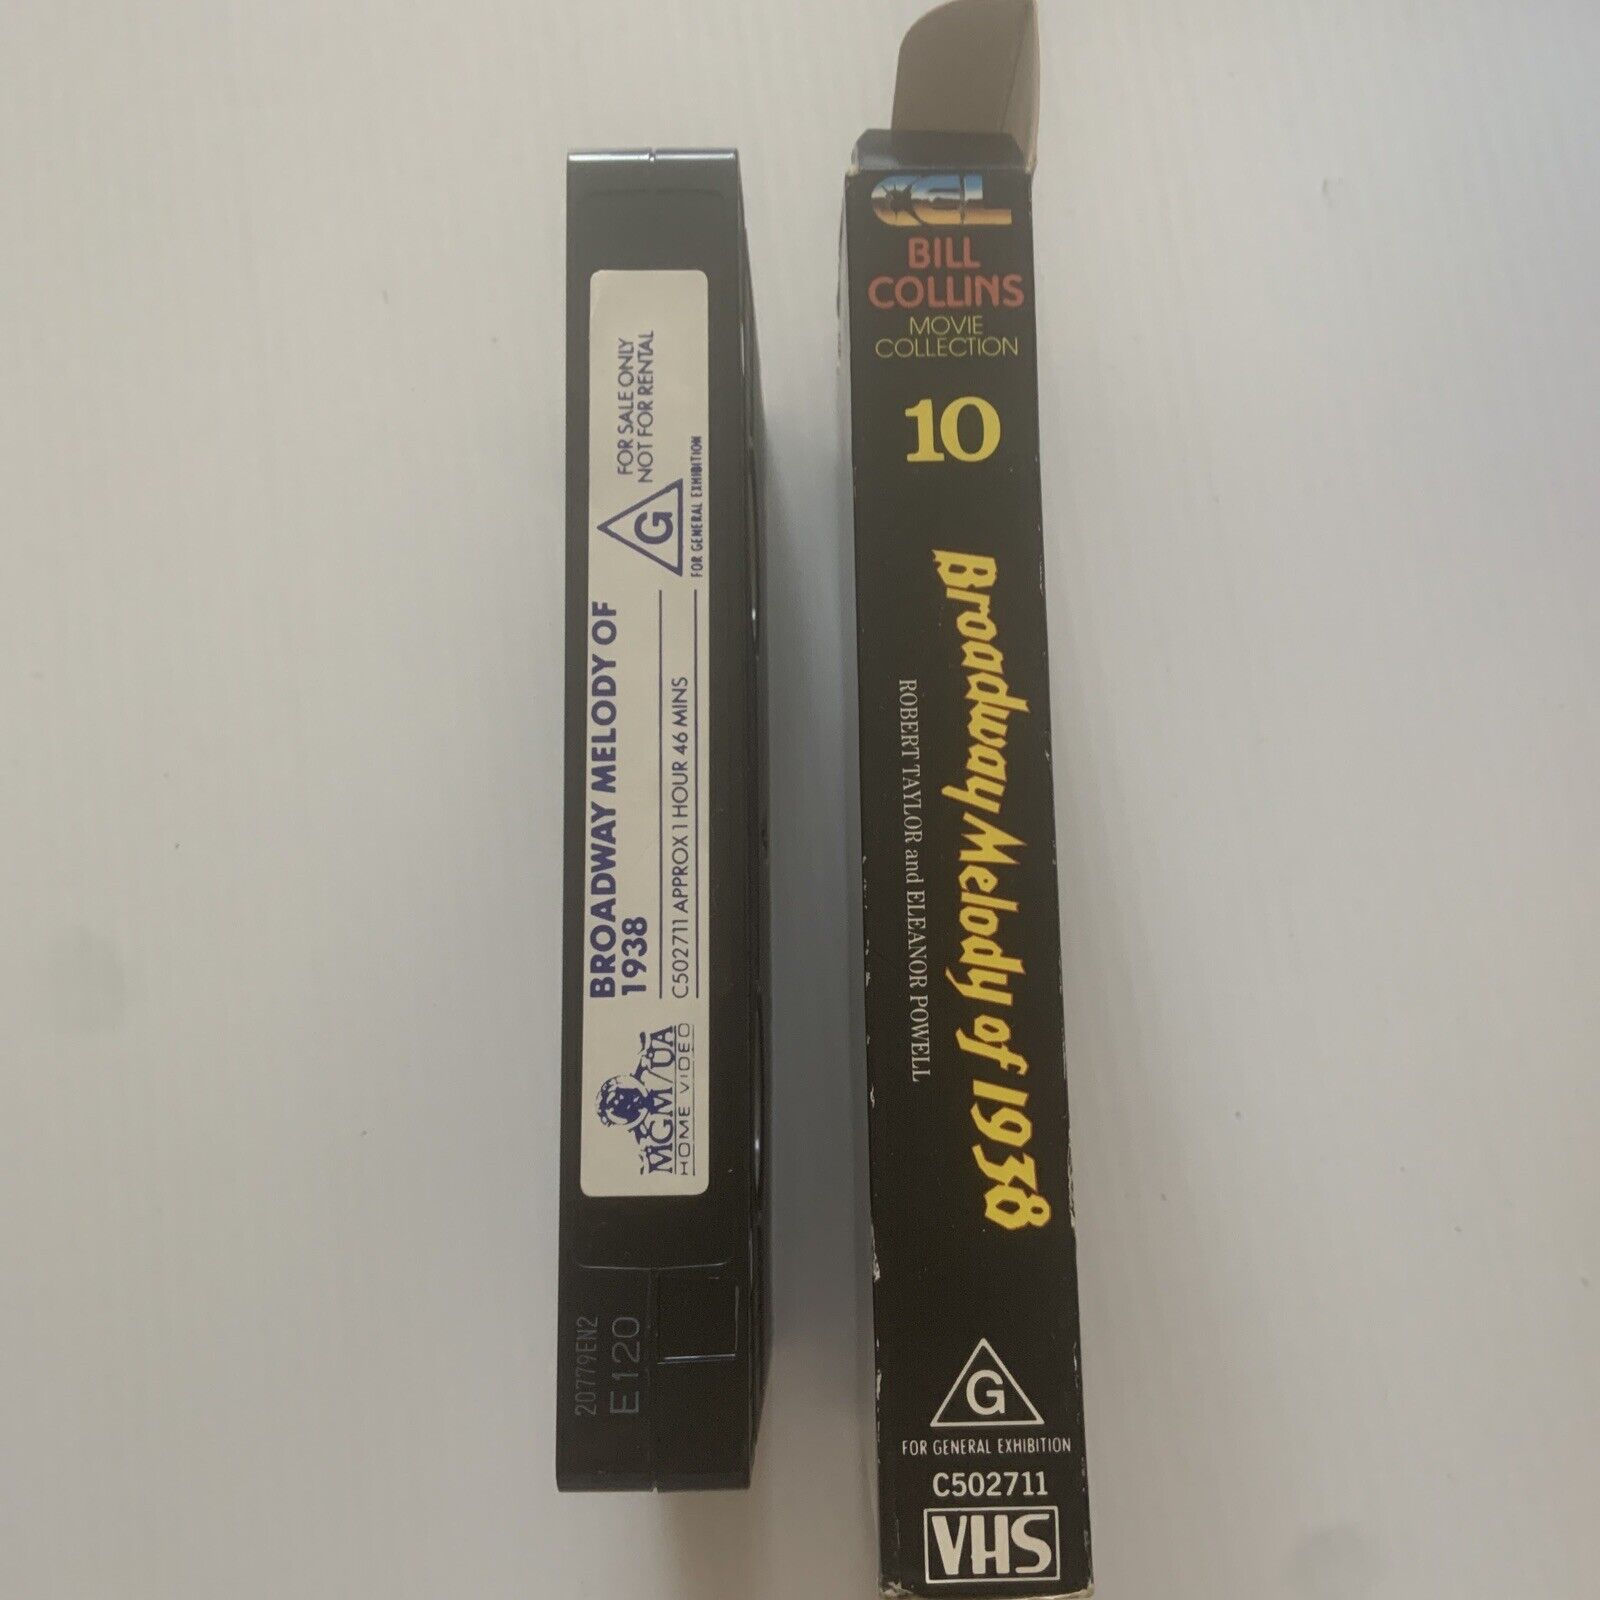 BROADWAY MELODY OF
1938
C502711 APPROX 1 HOUR 46 MINS
MGM/UA
HOME VIDEO
G
FOR GENERAL EXHIBITION
FOR SALE ONLY
NOT FOR RENTAL
20779EN2
E120
CEL
BILL
COLLINS
MOVIE
COLLECTION
10
Broadway Melody of 1938
ROBERT TAYLOR and ELEANOR POWELL
G
FOR GENERAL EXHIBITION
C502711
VHS